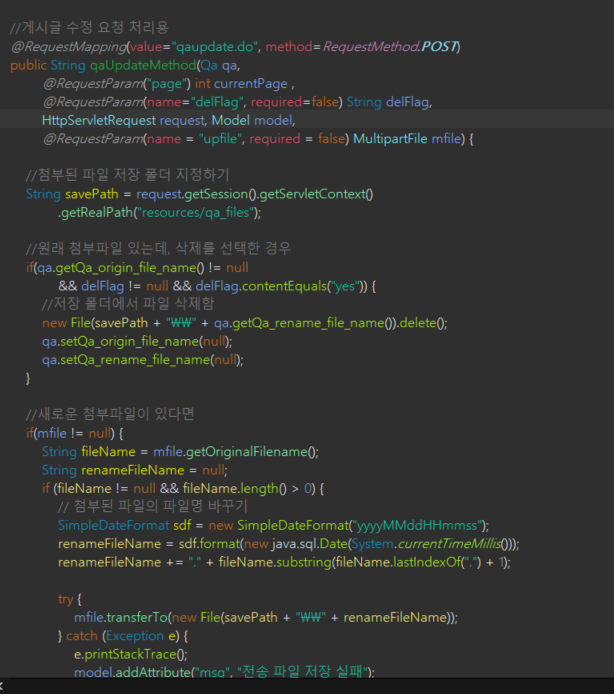 //게시글 수정 요청 처리용
@RequestMapping(value="qaupdate.do", method=RequestMethod.POST)
public String qaUpdateMethod(Qa qa,
@RequestParam("page") int currentPage ,
@RequestParam(name="delFlag", required=false) String delFlag,
HttpServletRequest request, Model model,
@RequestParam(name = "upfile", required = false) MultipartFile mfile) {
//첨부된 파일 저장 폴더 지정하기
String savePath = request.getSession().getServletContext()
.getRealPath("resources/qa_files");
//원래 첨부파일 있는데, 삭제를 선택한 경우
if(qa.getQa_origin_file_name() != null
&& delFlag != null && delFlag.contentEquals("yes")) {
//저장 폴더에서 파일 삭제함
new File(savePath + "₩₩" + qa.getQa_rename_file_name()).delete();
qa.setQa_origin_file_name(null);
qa.setQa_rename_file_name(null);
}
//새로운 첨부파일이 있다면
if(mfile != null) {
String fileName = mfile.getOriginalFilename();
String renameFileName = null;
if (fileName != null && fileName.length() > 0) {
// 첨부된 파일의 파일명 바꾸기
SimpleDateFormat sdf = new SimpleDateFormat("yyyyMMddHHmmss");
renameFileName = sdf.format(new java.sql.Date(System.currentTimeMillis()));
renameFileName += "." + fileName.substring(fileName.lastIndexOf(".") + 1);
try {
mfile.transferTo(new File(savePath + "₩₩" + renameFileName));
} catch (Exception e) {
e.printStackTrace();
model.addAttribute("msg", "전송 파일 저장 실패");